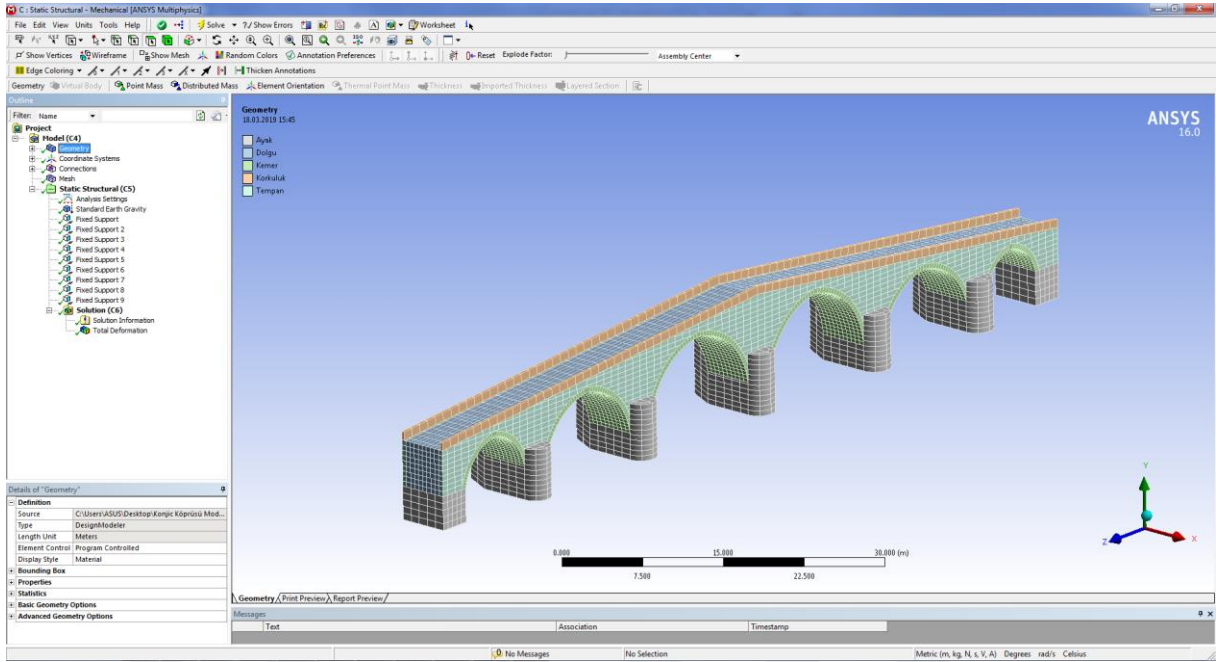 C : Static Structural - Mechanical [ANSYS Multiphysics]
File Edit View Units Tools Help Solve ?/ Show Errors Worksheet
Show Vertices Wireframe Show Mesh Random Colors Annotation Preferences Reset Explode Factor: Assembly Center
Edge Coloring Thicken Annotations
Geometry Virtual Body Point Mass Distributed Mass Element Orientation Thermal Point Mass Thickness Imported Thickness Layered Section
Outline
Filter: Name
Project
Model (C4)
Geometry
Coordinate Systems
Connections
Mesh
Static Structural (C5)
Analysis Settings
Standard Earth Gravity
Fixed Support
Fixed Support 2
Fixed Support 3
Fixed Support 4
Fixed Support 5
Fixed Support 6
Fixed Support 7
Fixed Support 8
Fixed Support 9
Solution (C6)
Solution Information
Total Deformation
Details of "Geometry"
Definition
Source C:\Users\ASUS\Desktop\Konjic Köprüsü Mod...
Type DesignModeler
Length Unit Meters
Element Control Program Controlled
Display Style Material
Bounding Box
Properties
Statistics
Basic Geometry Options
Advanced Geometry Options
Geometry
18.03.2019 15:45
Ayak
Dolgu
Kemer
Korkuluk
Tempan
ANSYS
16.0
Y
Z X
0.000 15.000 30.000 (m)
7.500 22.500
Geometry Print Preview Report Preview
Messages
Text Association Timestamp
0 No Messages No Selection Metric (m, kg, N, s, V, A) Degrees rad/s Celsius